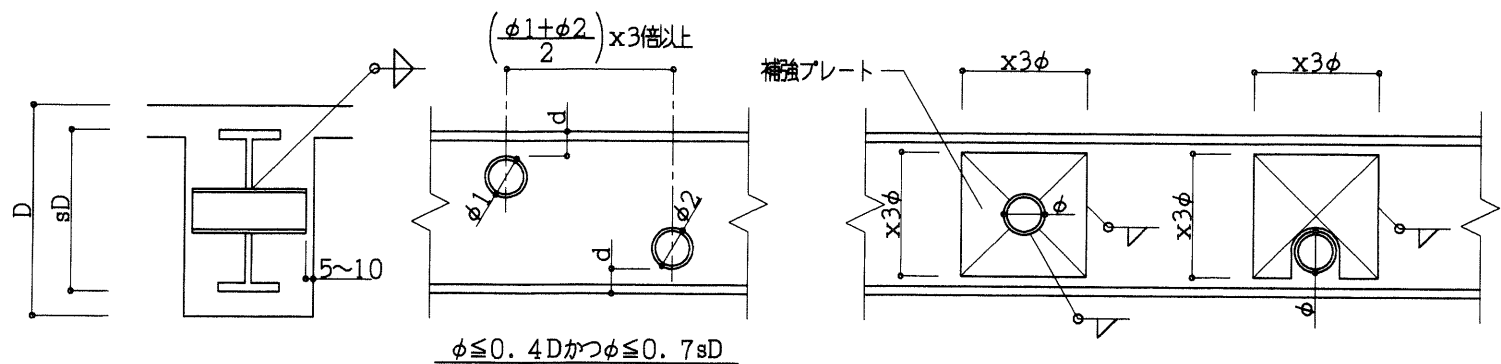 D
sD
5~10
(φ1+φ2/2)x3倍以上
d
φ1
φ2
d
φ≦0.4Dかつφ≦0.7sD
補強プレート
x3φ
x3φ
φ
x3φ
x3φ
φ